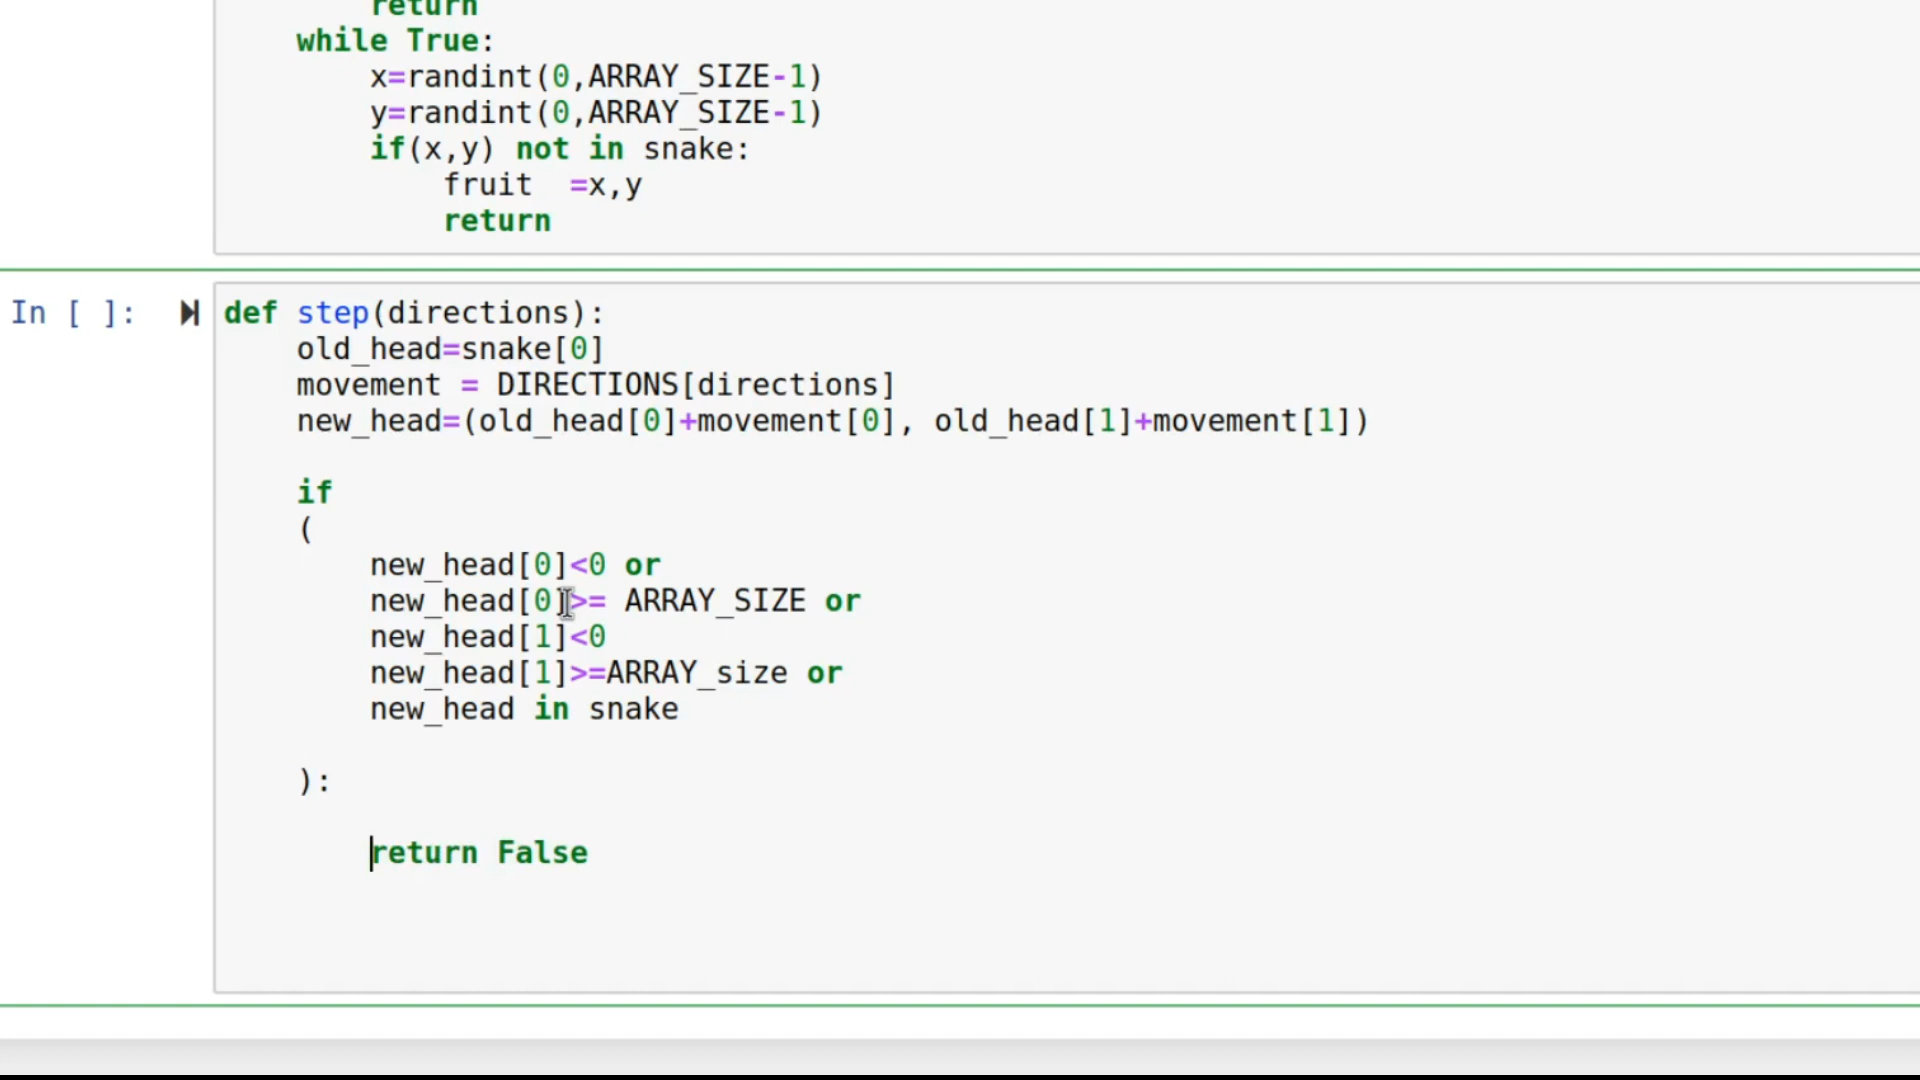 return
while True:
x=randint(0,ARRAY_SIZE-1)
y=randint(0,ARRAY_SIZE-1)
if(x,y) not in snake:
fruit  =x,y
return
In [ ]: def step(directions):
old_head=snake[0]
movement = DIRECTIONS[directions]
new_head=(old_head[0]+movement[0], old_head[1]+movement[1])
if
(
new_head[0]<0 or
new_head[0]>= ARRAY_SIZE or
new_head[1]<0
new_head[1]>=ARRAY_size or
new_head in snake
):
return False